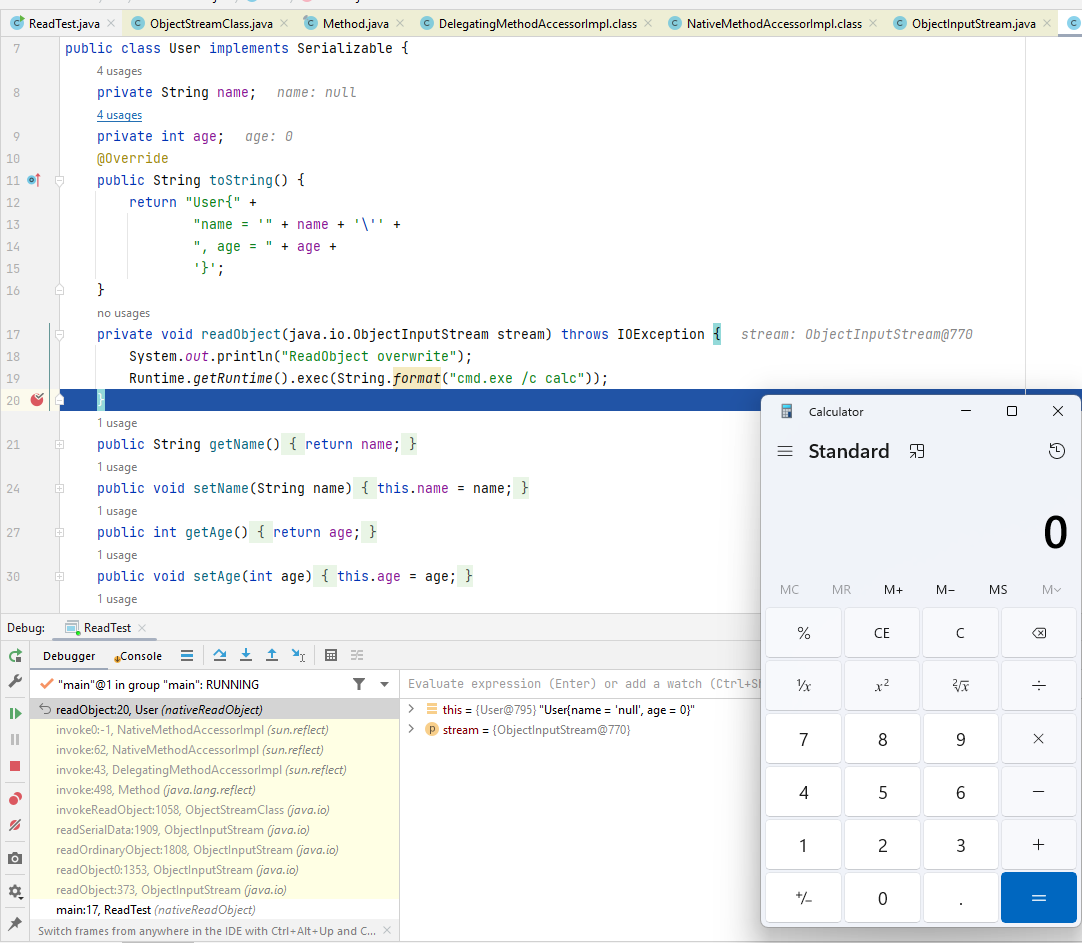 ReadTest.java ObjectStreamClass.java Method.java DelegatingMethodAccessorImpl.class NativeMethodAccessorImpl.class ObjectInputStream.java
7 public class User implements Serializable {
4 usages
8 private String name; name: null
4 usages
9 private int age; age: 0
10 @Override
11 public String toString() {
12 return "User{" +
13 "name = '" + name + '\'' +
14 ", age = " + age +
15 '}';
16 }
no usages
17 private void readObject(java.io.ObjectInputStream stream) throws IOException { stream: ObjectInputStream@770
18 System.out.println("ReadObject overwrite");
19 Runtime.getRuntime().exec(String.format("cmd.exe /c calc"));
20 }
1 usage
21 public String getName() { return name; }
1 usage
24 public void setName(String name) { this.name = name; }
1 usage
27 public int getAge() { return age; }
1 usage
30 public void setAge(int age) { this.age = age; }
1 usage
Debug: ReadTest
Debugger Console
"main"@1 in group "main": RUNNING
readObject:20, User (nativeReadObject)
invoke0:-1, NativeMethodAccessorImpl (sun.reflect)
invoke:62, NativeMethodAccessorImpl (sun.reflect)
invoke:43, DelegatingMethodAccessorImpl (sun.reflect)
invoke:498, Method (java.lang.reflect)
invokeReadObject:1058, ObjectStreamClass (java.io)
readSerialData:1909, ObjectInputStream (java.io)
readOrdinaryObject:1808, ObjectInputStream (java.io)
readObject0:1353, ObjectInputStream (java.io)
readObject:373, ObjectInputStream (java.io)
main:17, ReadTest (nativeReadObject)
Switch frames from anywhere in the IDE with Ctrl+Alt+Up and C...
Evaluate expression (Enter) or add a watch (Ctrl+Sh
this = {User@795} "User{name = 'null', age = 0}"
p stream = {ObjectInputStream@770}
Calculator
Standard
0
MC MR M+ M− MS M
% CE C
¹/x x² ²√x ÷
7 8 9 ×
4 5 6 −
1 2 3 +
+/− 0 . =